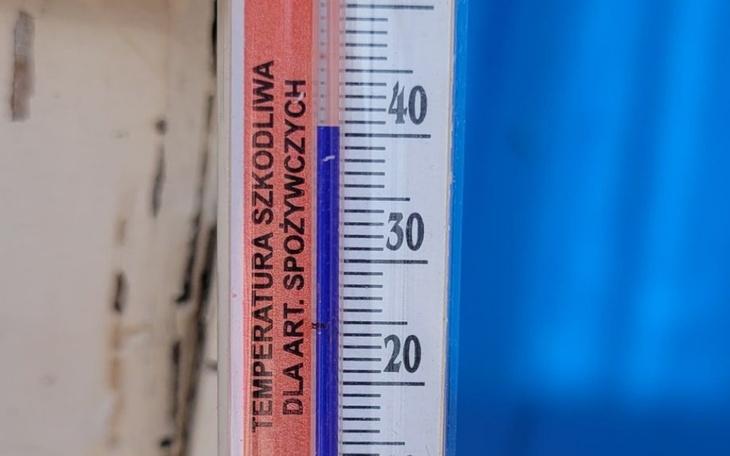 TEMPERATURA SZKODLIWA
DLA ART. SPOŻYWCZYCH
40
30
20